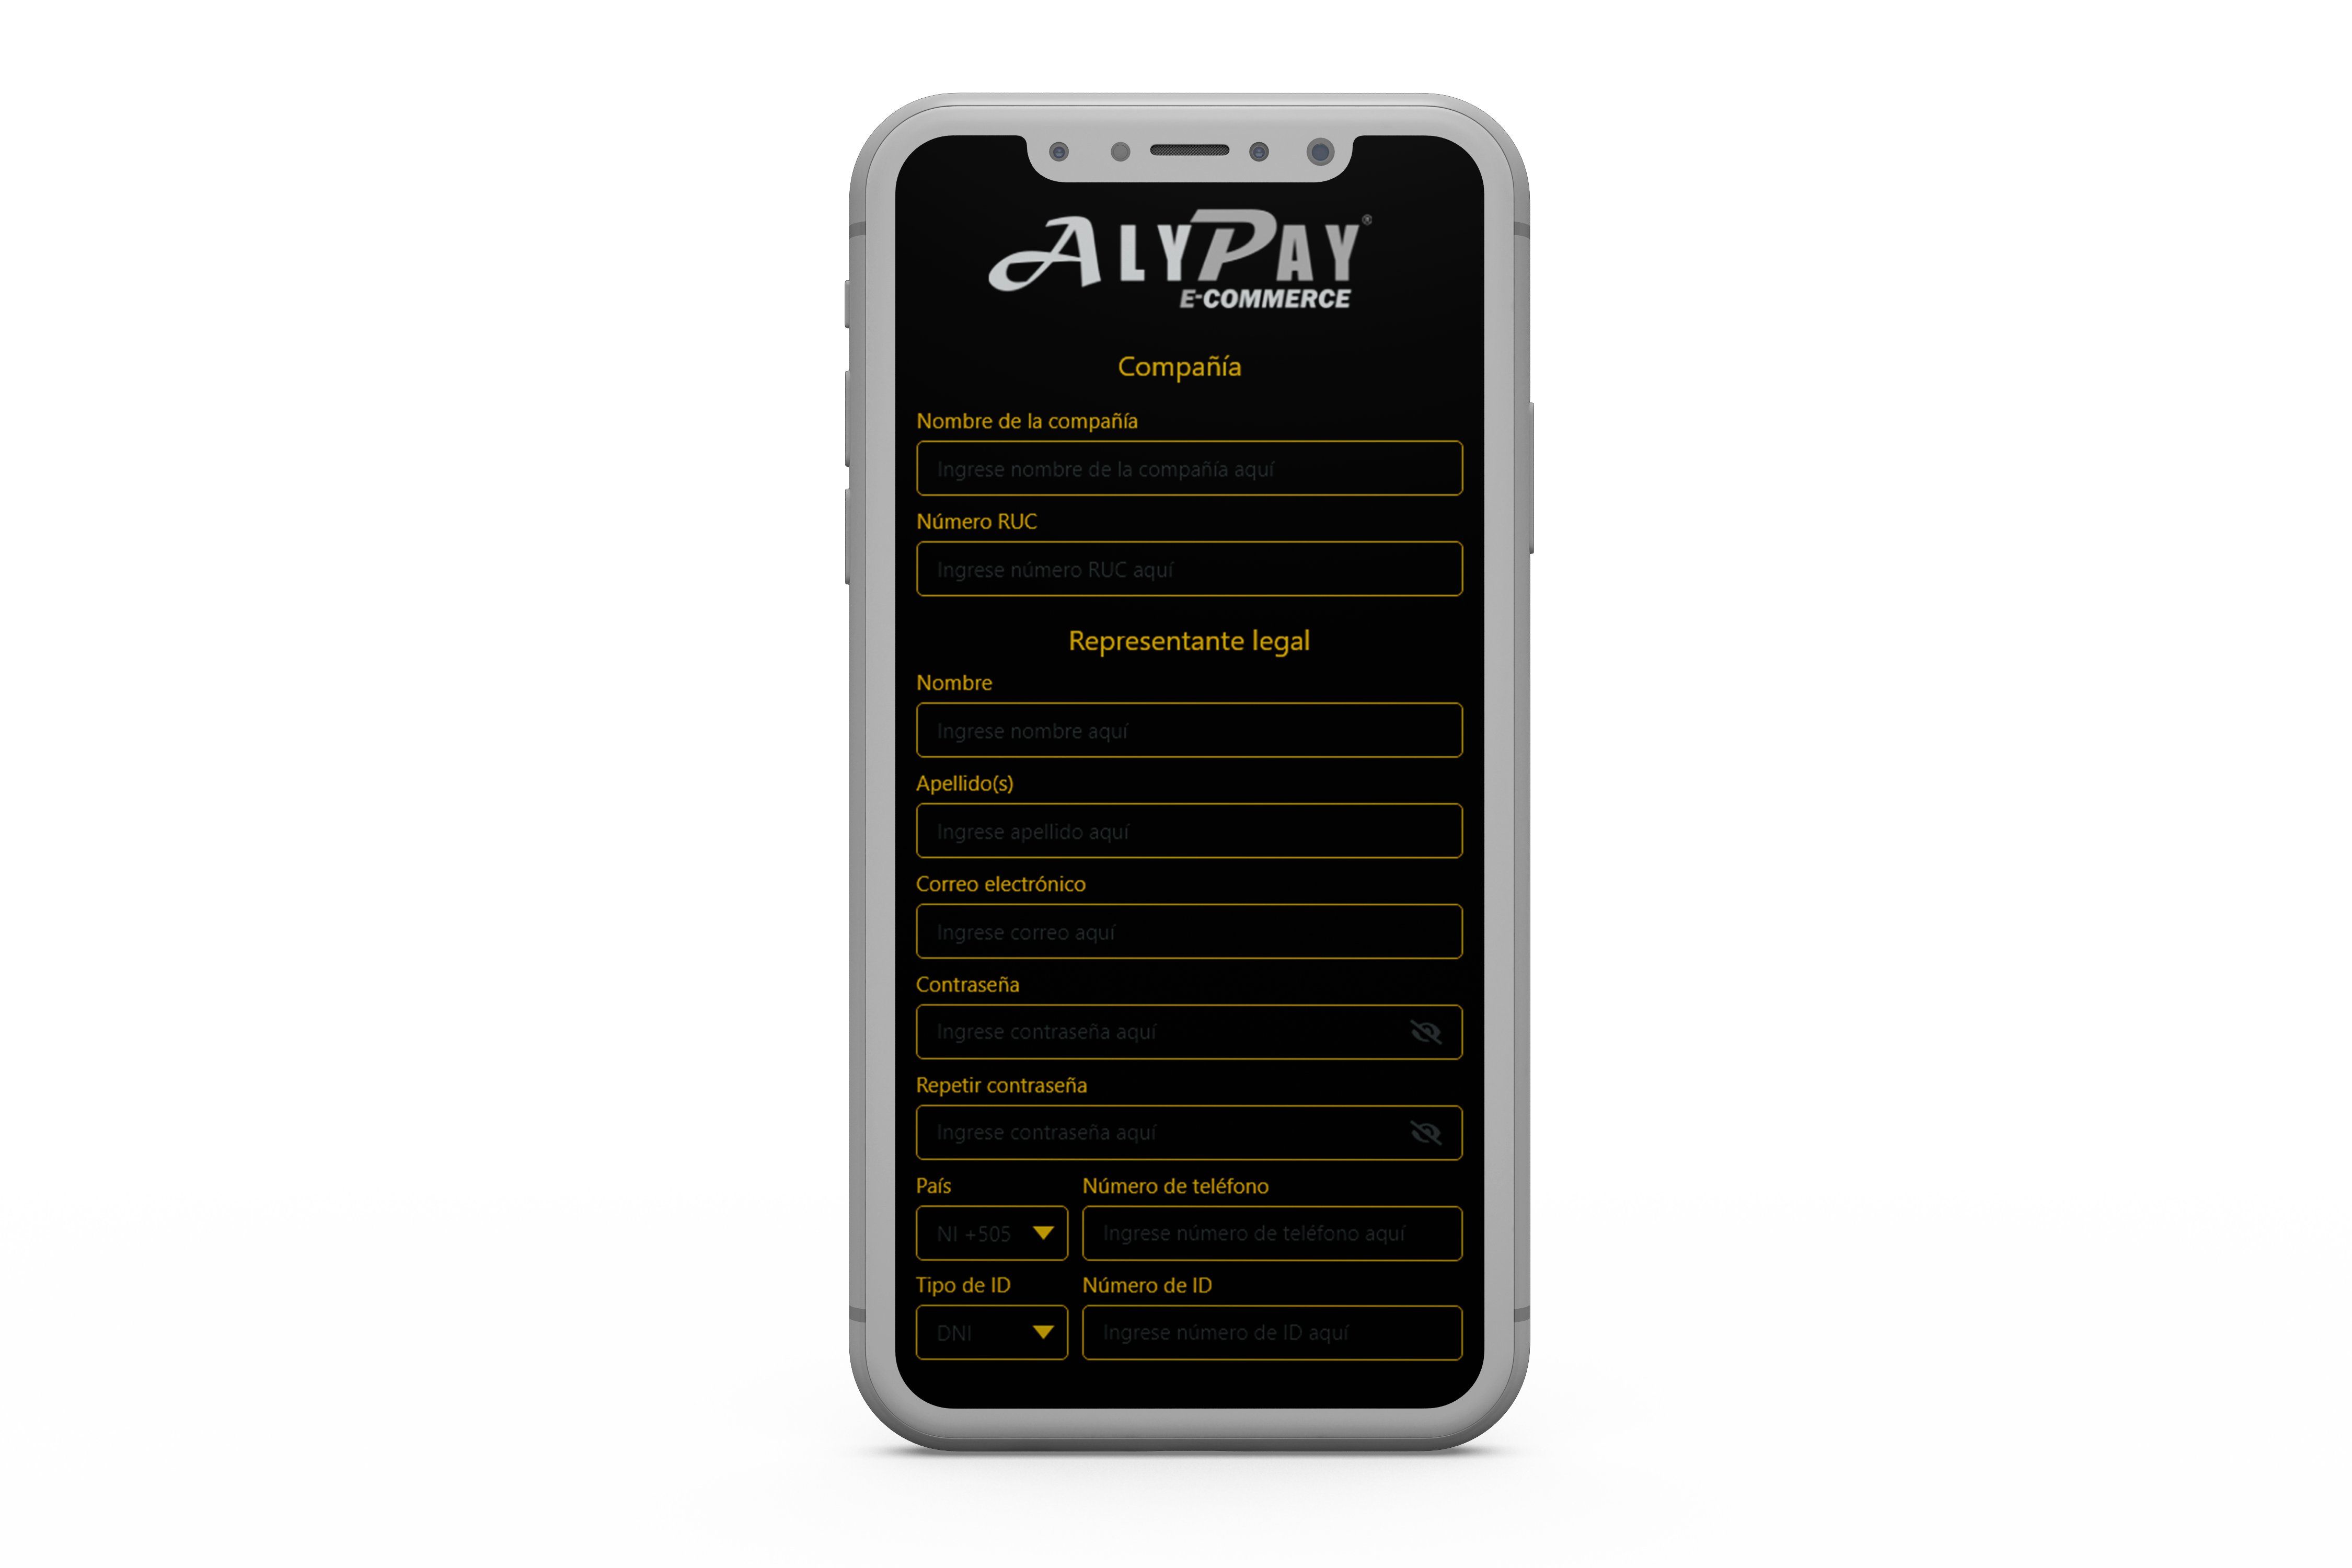 ALYPAY®
E-COMMERCE
Compañía
Nombre de la compañía
Ingrese nombre de la compañía aquí
Número RUC
Ingrese número RUC aquí
Representante legal
Nombre
Ingrese nombre aquí
Apellido(s)
Ingrese apellido aquí
Correo electrónico
Ingrese correo aquí
Contraseña
Ingrese contraseña aquí
Repetir contraseña
Ingrese contraseña aquí
País Número de teléfono
NI +505 Ingrese número de teléfono aquí
Tipo de ID Número de ID
DNI Ingrese número de ID aquí